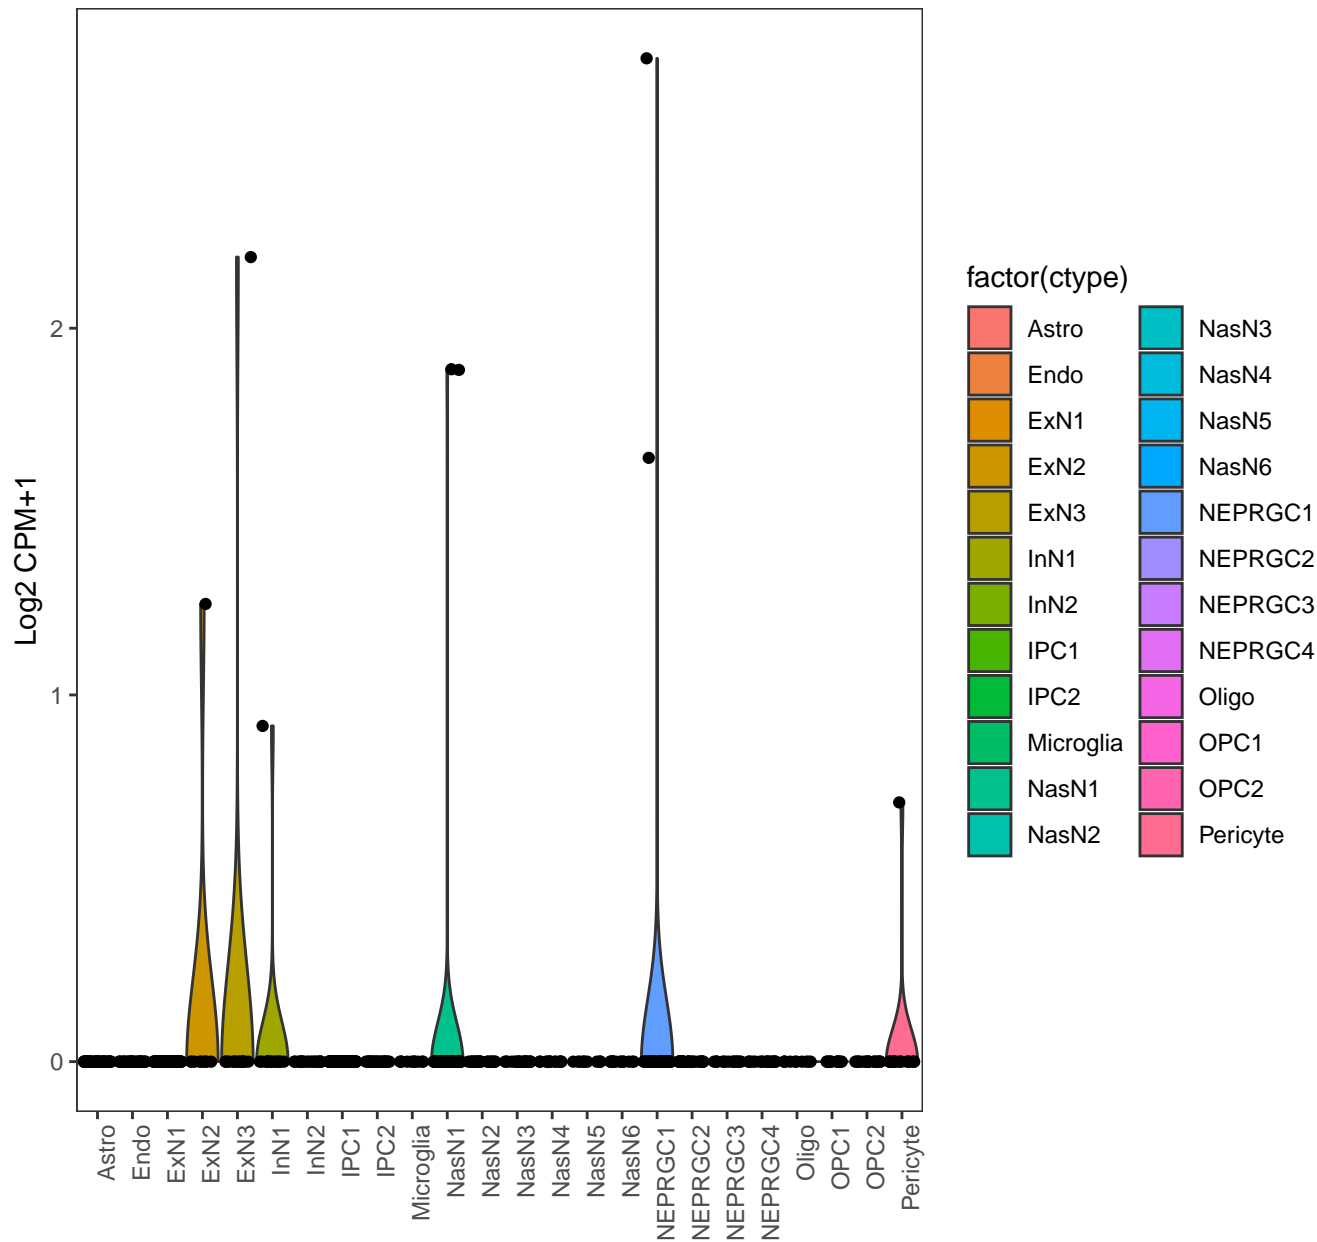 Log2 CPM+1
2
1
0
Astro
Endo
ExN1
ExN2
ExN3
InN1
InN2
IPC1
IPC2
Microglia
NasN1
NasN2
NasN3
NasN4
NasN5
NasN6
NEPRGC1
NEPRGC2
NEPRGC3
NEPRGC4
Oligo
OPC1
OPC2
Pericyte
factor(ctype)
Astro
Endo
ExN1
ExN2
ExN3
InN1
InN2
IPC1
IPC2
Microglia
NasN1
NasN2
NasN3
NasN4
NasN5
NasN6
NEPRGC1
NEPRGC2
NEPRGC3
NEPRGC4
Oligo
OPC1
OPC2
Pericyte